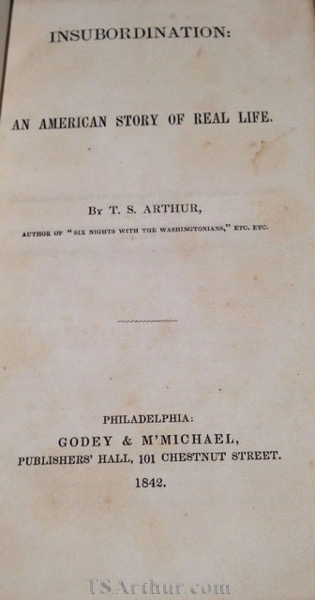 INSUBORDINATION:
AN AMERICAN STORY OF REAL LIFE.
By T. S. ARTHUR,
AUTHOR OF "SIX NIGHTS WITH THE WASHINGTONIANS," ETC. ETC.
PHILADELPHIA:
GODEY & M'MICHAEL,
PUBLISHERS' HALL, 101 CHESTNUT STREET.
1842.
TSArthur.com